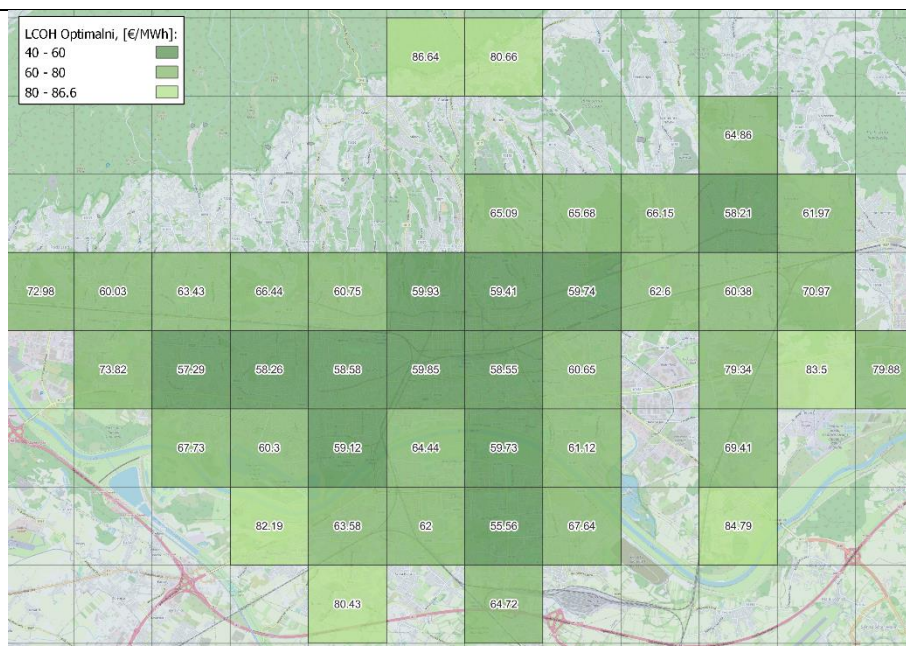 LCOH Optimalni, [€/MWh]:
40 - 60
60 - 80
80 - 86.6
86.64 80.66
64.86
65.09 65.68 66.15 58.21 61.97
72.98 60.03 63.43 66.44 60.75 59.93 59.41 59.74 62.6 60.38 70.97
73.82 57.29 58.26 58.58 59.85 58.55 60.65 79.34 83.5 79.88
67.73 60.3 59.12 64.44 59.73 61.12 69.41
82.19 63.58 62 55.56 67.64 84.79
80.43 64.72